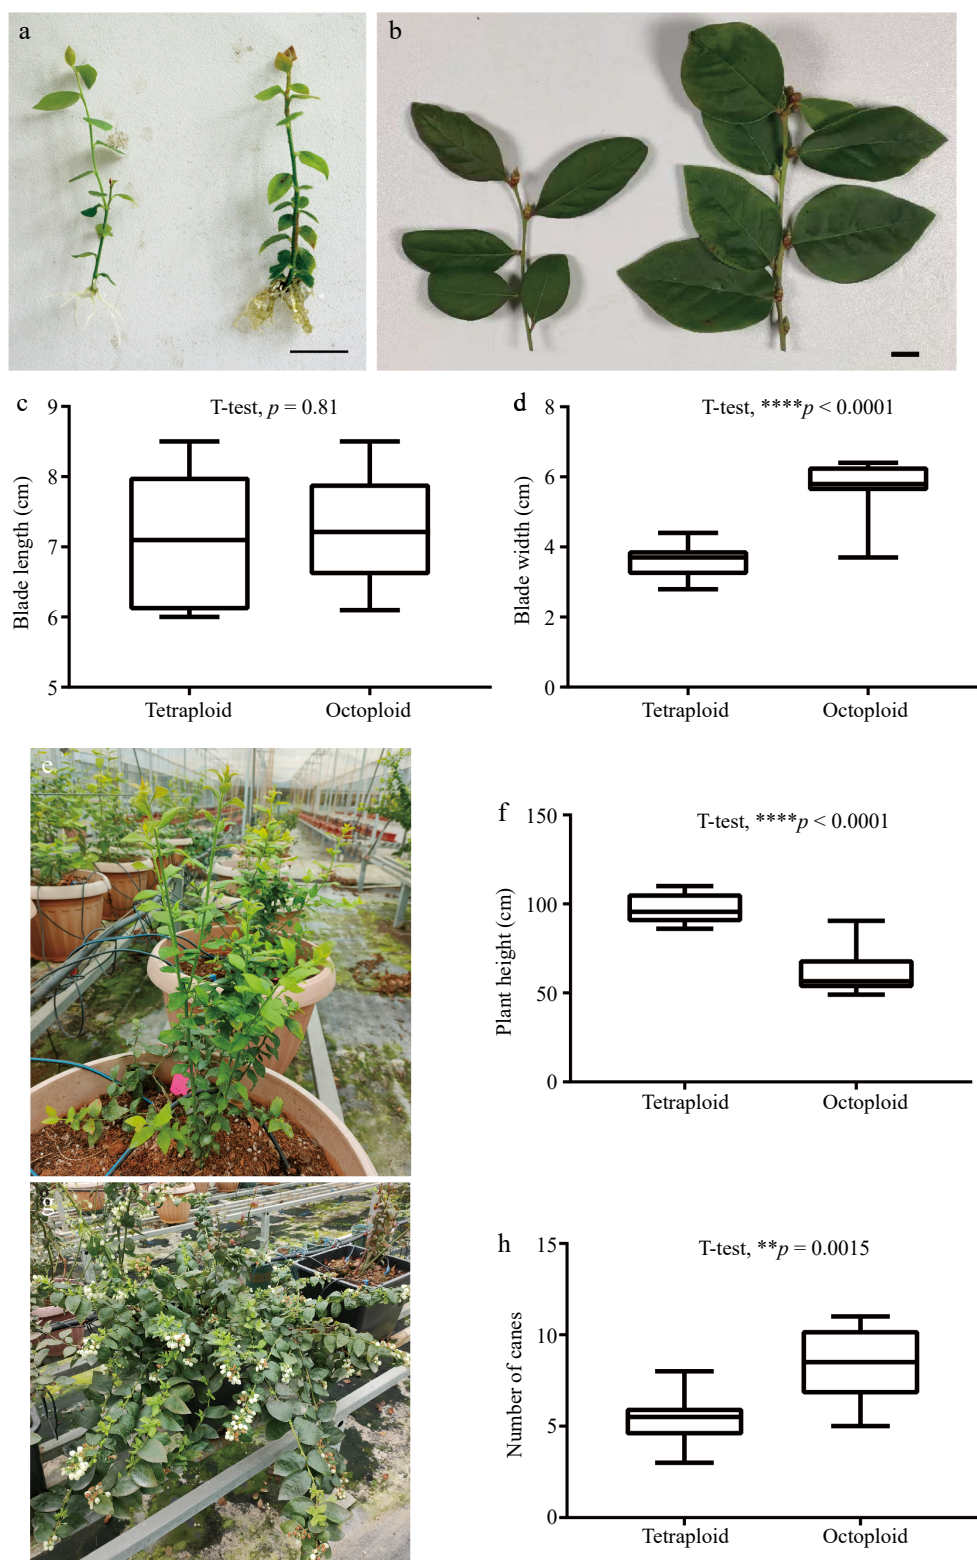 a
b
c
T-test, p = 0.81
9
8
7
6
5
Blade length (cm)
Tetraploid
Octoploid
d
T-test, ****p < 0.0001
8
6
4
2
0
Blade width (cm)
Tetraploid
Octoploid
e
f
T-test, ****p < 0.0001
150
100
50
0
Plant height (cm)
Tetraploid
Octoploid
g
h
T-test, **p = 0.0015
15
10
5
0
Number of canes
Tetraploid
Octoploid